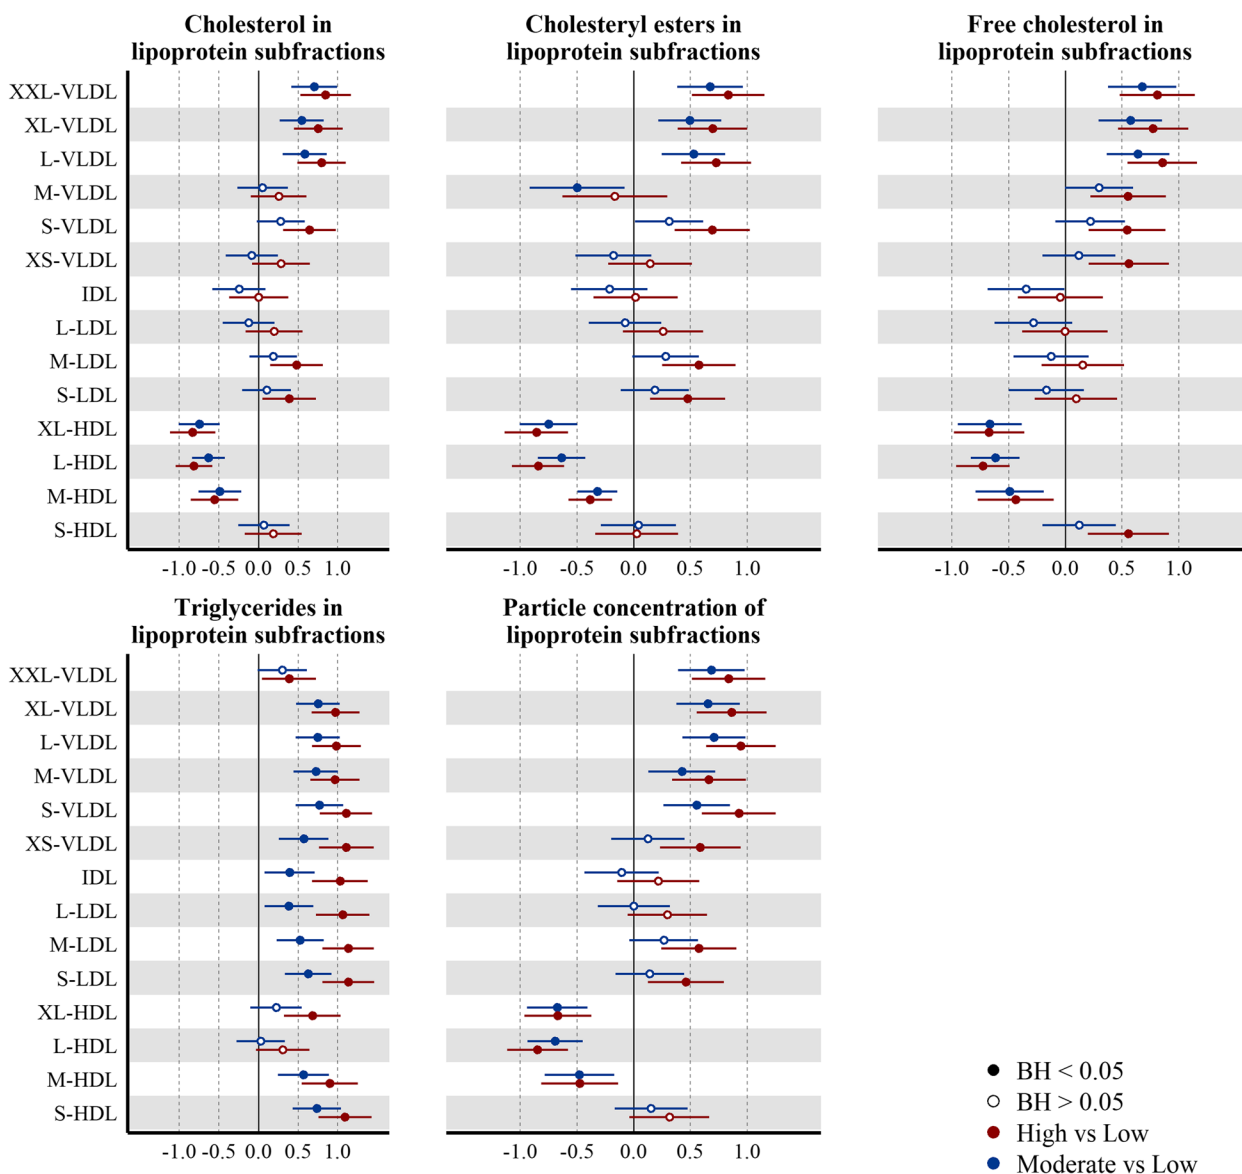 Cholesterol in
lipoprotein subfractions
Cholesteryl esters in
lipoprotein subfractions
Free cholesterol in
lipoprotein subfractions
XXL-VLDL
XL-VLDL
L-VLDL
M-VLDL
S-VLDL
XS-VLDL
IDL
L-LDL
M-LDL
S-LDL
XL-HDL
L-HDL
M-HDL
S-HDL
-1.0 -0.5 0.0 0.5 1.0
-1.0 -0.5 0.0 0.5 1.0
-1.0 -0.5 0.0 0.5 1.0
Triglycerides in
lipoprotein subfractions
Particle concentration of
lipoprotein subfractions
XXL-VLDL
XL-VLDL
L-VLDL
M-VLDL
S-VLDL
XS-VLDL
IDL
L-LDL
M-LDL
S-LDL
XL-HDL
L-HDL
M-HDL
S-HDL
-1.0 -0.5 0.0 0.5 1.0
-1.0 -0.5 0.0 0.5 1.0
BH < 0.05
BH > 0.05
High vs Low
Moderate vs Low